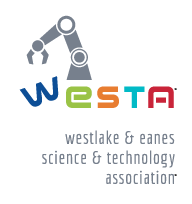 WeSTA
westlake & eanes
science & technology
association